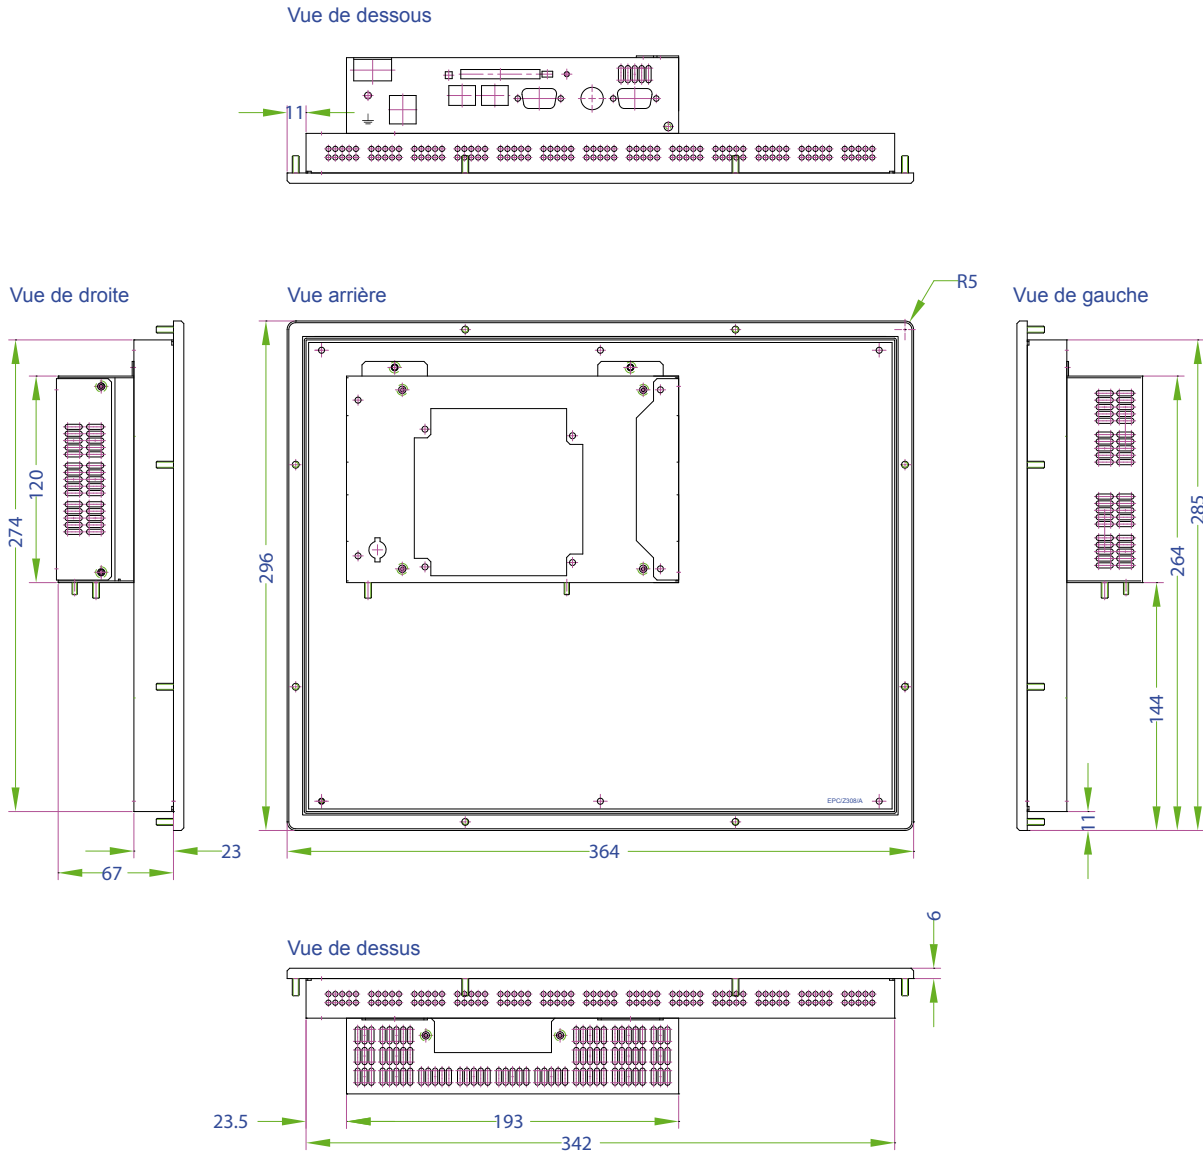 Vue de dessous
11
Vue de droite
Vue arrière
R5
Vue de gauche
120
274
296
285
264
144
11
EPC/Z308/A
23
364
67
6
Vue de dessus
23.5
193
342